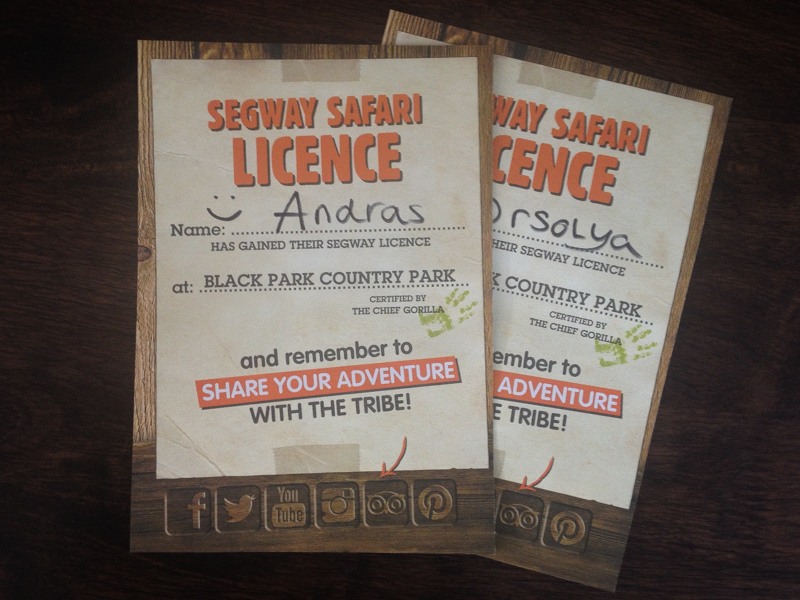 SEGWAY SAFARI
LICENCE
Name: Andras
HAS GAINED THEIR SEGWAY LICENCE
at: BLACK PARK COUNTRY PARK
CERTIFIED BY
THE CHIEF GORILLA
and remember to
SHARE YOUR ADVENTURE
WITH THE TRIBE!
You
Tube
WAY SAFARI
CENCE
Orsolya
HEIR SEGWAY LICENCE
K COUNTRY PARK
CERTIFIED BY
THE CHIEF GORILLA
ember to
ADVENTURE
E TRIBE!